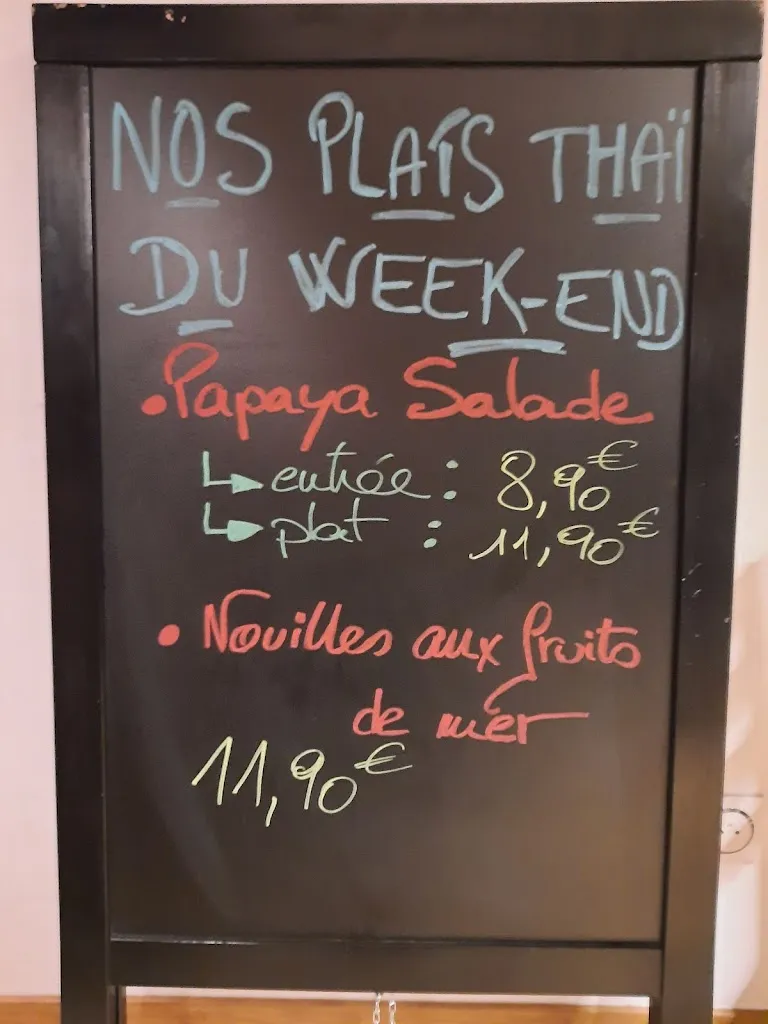 NOS PLATS THAÏ
DU WEEK-END
• Papaya Salade
↳ entrée : 8,90€
↳ plat : 11,90€
• Nouilles aux fruits
de mer
11,90€